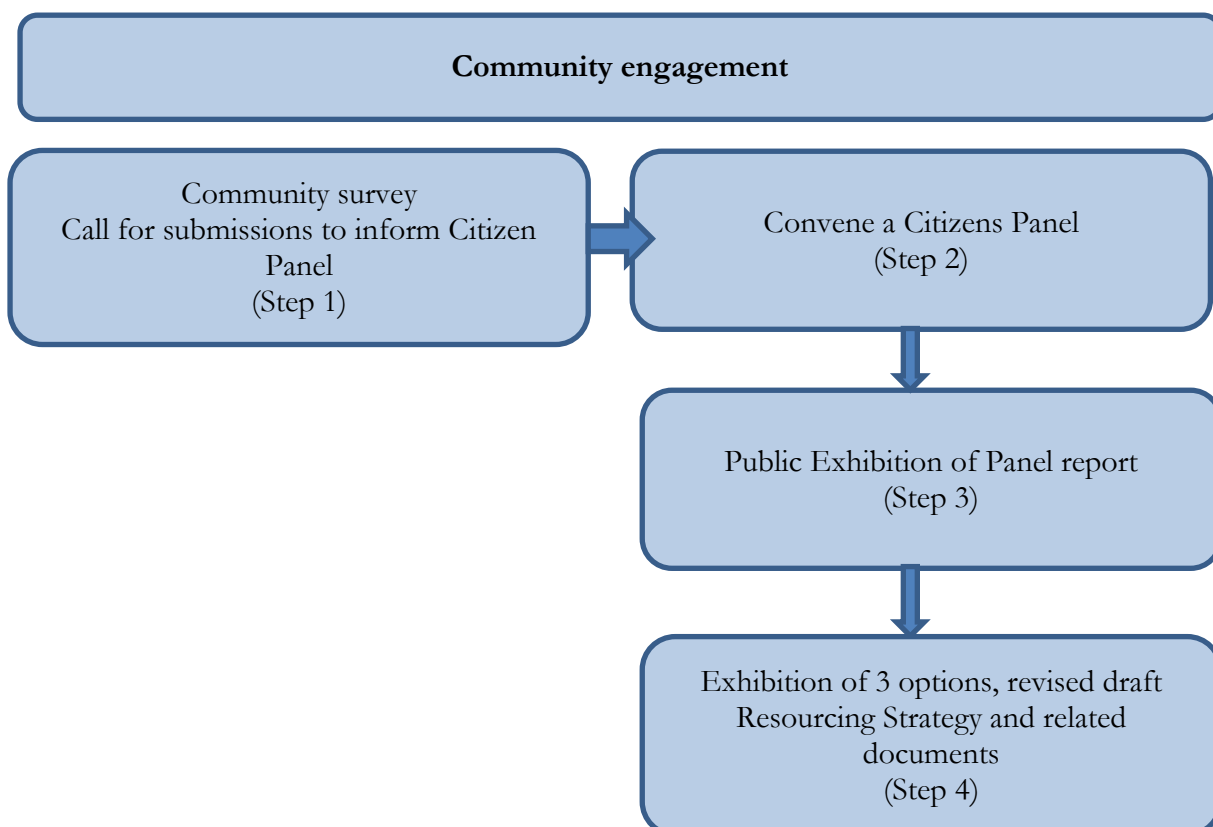 Community engagement
Community survey
Call for submissions to inform Citizen
Panel
(Step 1)
Convene a Citizens Panel
(Step 2)
Public Exhibition of Panel report
(Step 3)
Exhibition of 3 options, revised draft
Resourcing Strategy and related
documents
(Step 4)